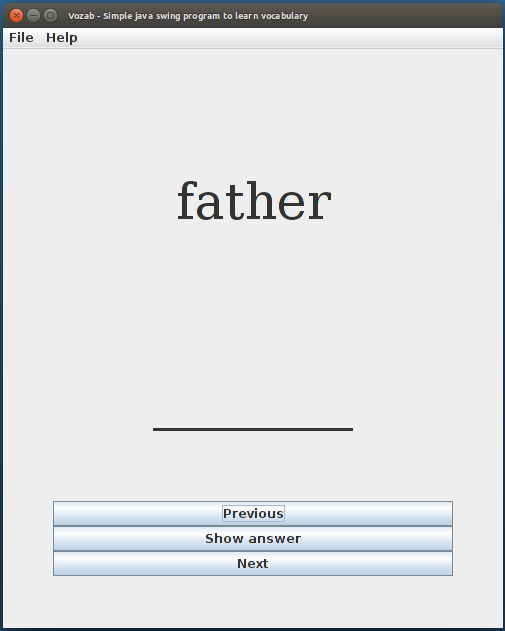 Vozab - Simple java swing program to learn vocabulary
File Help
father
Previous
Show answer
Next